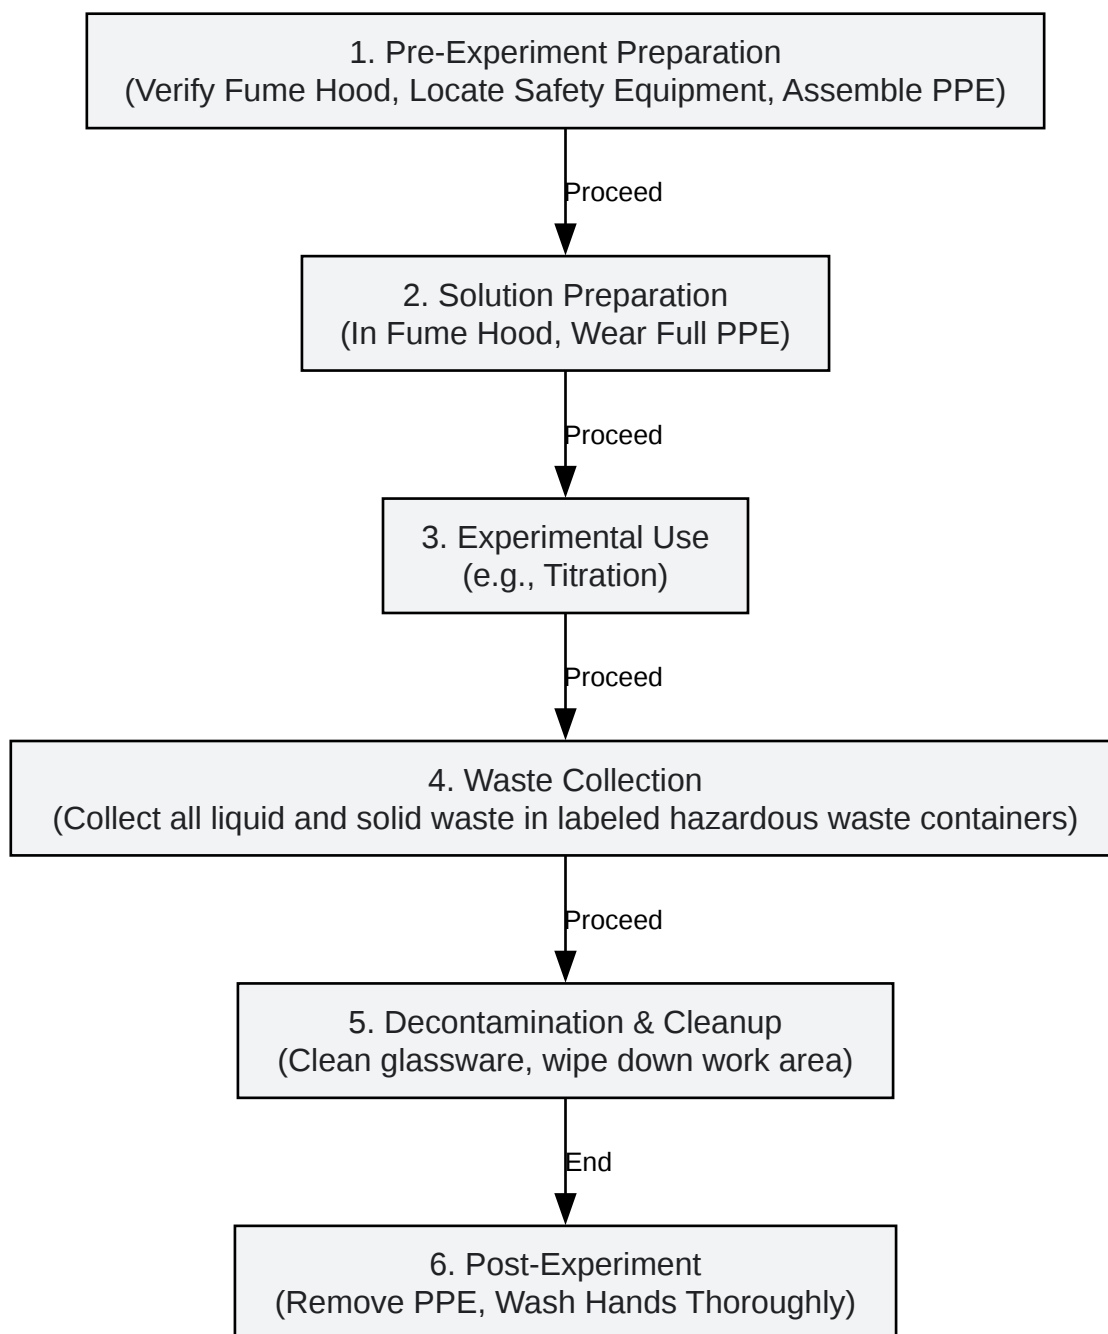 1. Pre-Experiment Preparation
(Verify Fume Hood, Locate Safety Equipment, Assemble PPE)
Proceed
2. Solution Preparation
(In Fume Hood, Wear Full PPE)
Proceed
3. Experimental Use
(e.g., Titration)
Proceed
4. Waste Collection
(Collect all liquid and solid waste in labeled hazardous waste containers)
Proceed
5. Decontamination & Cleanup
(Clean glassware, wipe down work area)
End
6. Post-Experiment
(Remove PPE, Wash Hands Thoroughly)